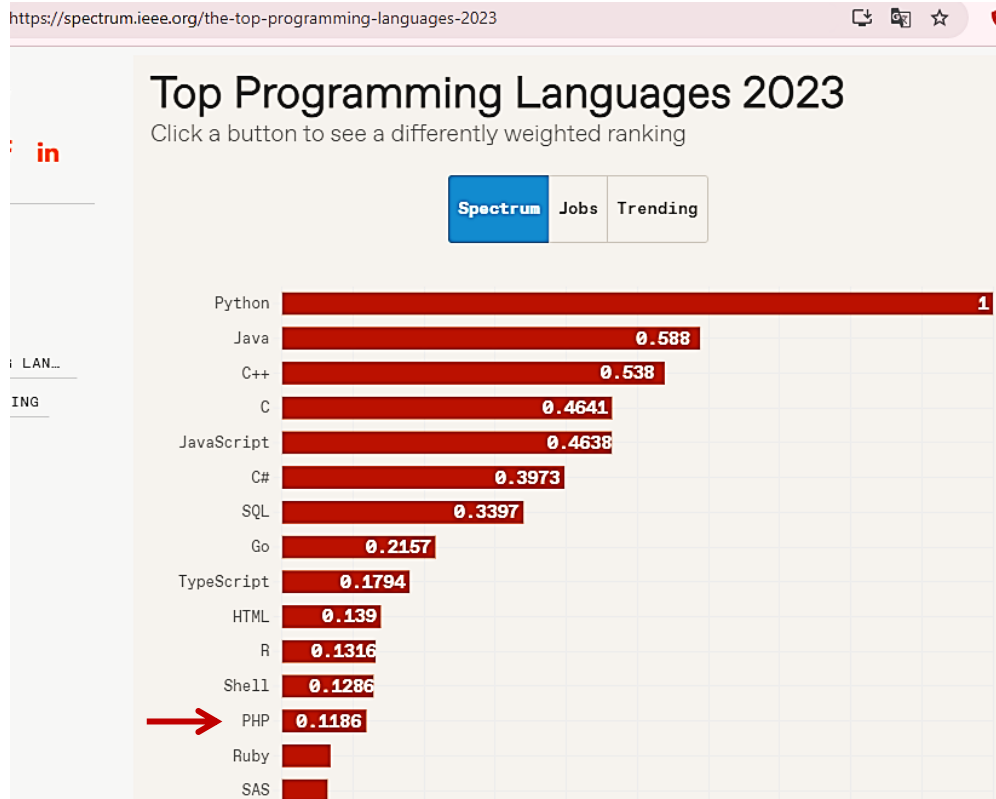 https://spectrum.ieee.org/the-top-programming-languages-2023
Top Programming Languages 2023
Click a button to see a differently weighted ranking
in
Spectrum Jobs Trending
Python 1
Java 0.588
C++ 0.538
LAN…
ING
C 0.4641
JavaScript 0.4638
C# 0.3973
SQL 0.3397
Go 0.2157
TypeScript 0.1794
HTML 0.139
R 0.1316
Shell 0.1286
PHP 0.1186
Ruby
SAS